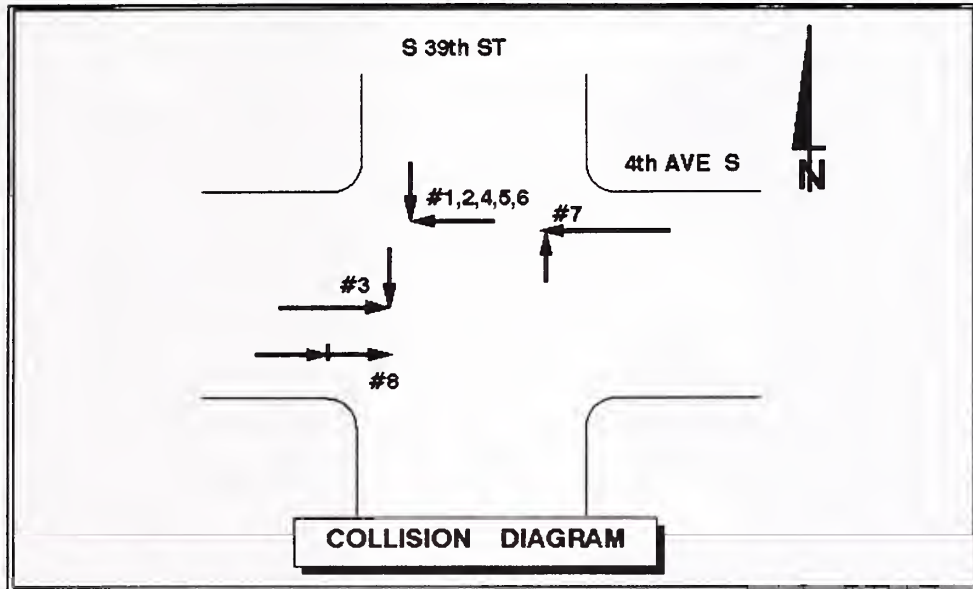 S 39th ST
4th AVE S
N
#1,2,4,5,6
#7
#3
#8
COLLISION DIAGRAM